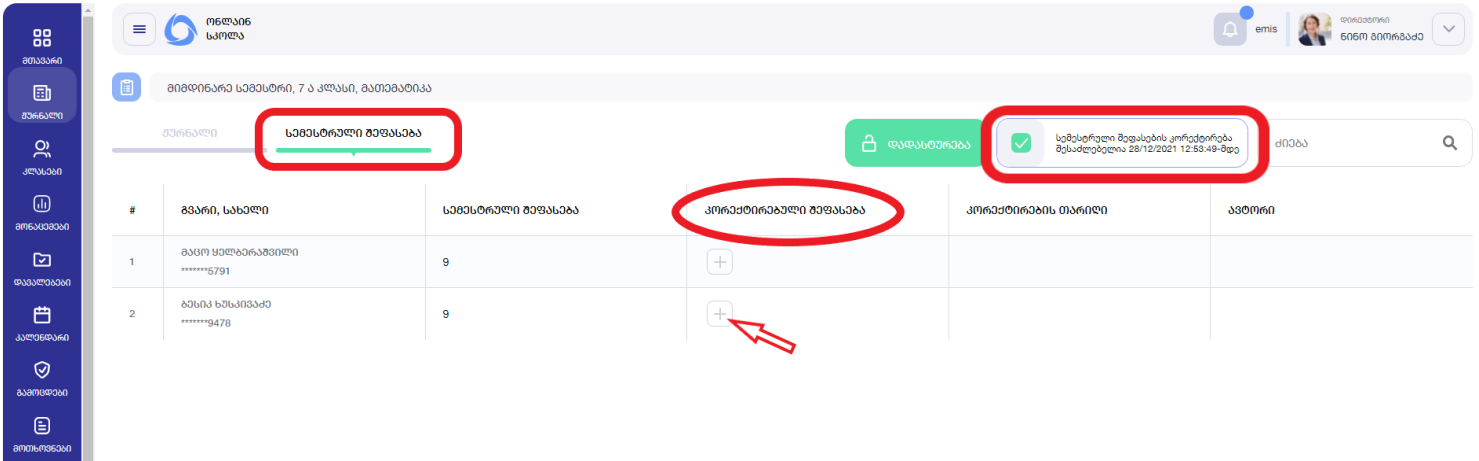 ონლაინ
სკოლა
emis
დირექტორი
ნინო გიორგაძე
მთავარი
ჟურნალი
კლასები
მონაცემები
დავალებები
კალენდარი
გამოცდები
მოთხოვნები
მიმდინარე სემესტრი, 7 ა კლასი, მათემატიკა
ჟურნალი
სემესტრული შეფასება
დადასტურება
სემესტრული შეფასების კორექტირება
შესაძლებელია 28/12/2021 12:53:49-მდე
ძიება
# გვარი, სახელი სემესტრული შეფასება კორექტირებული შეფასება კორექტირების თარიღი ავტორი
1 მაცო ყელბერაშვილი 9
*******5791
2 ბესიკ ხუსკივაძე 9
*******9478